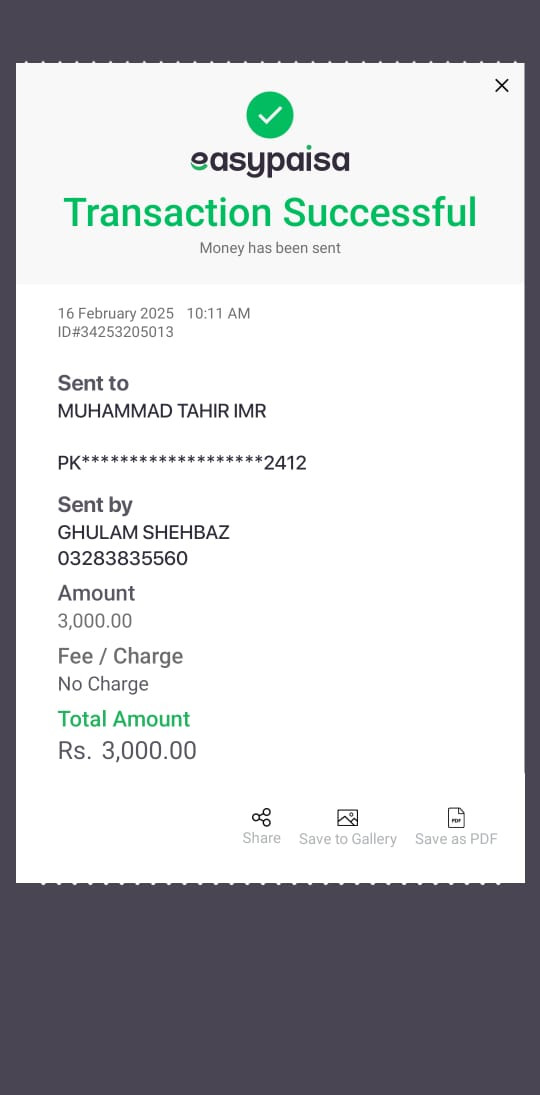 easypaisa
Transaction Successful
Money has been sent
16 February 2025 10:11 AM
ID#34253205013
Sent to
MUHAMMAD TAHIR IMR
PK*******************2412
Sent by
GHULAM SHEHBAZ
03283835560
Amount
3,000.00
Fee / Charge
No Charge
Total Amount
Rs. 3,000.00
PDF
Share Save to Gallery Save as PDF